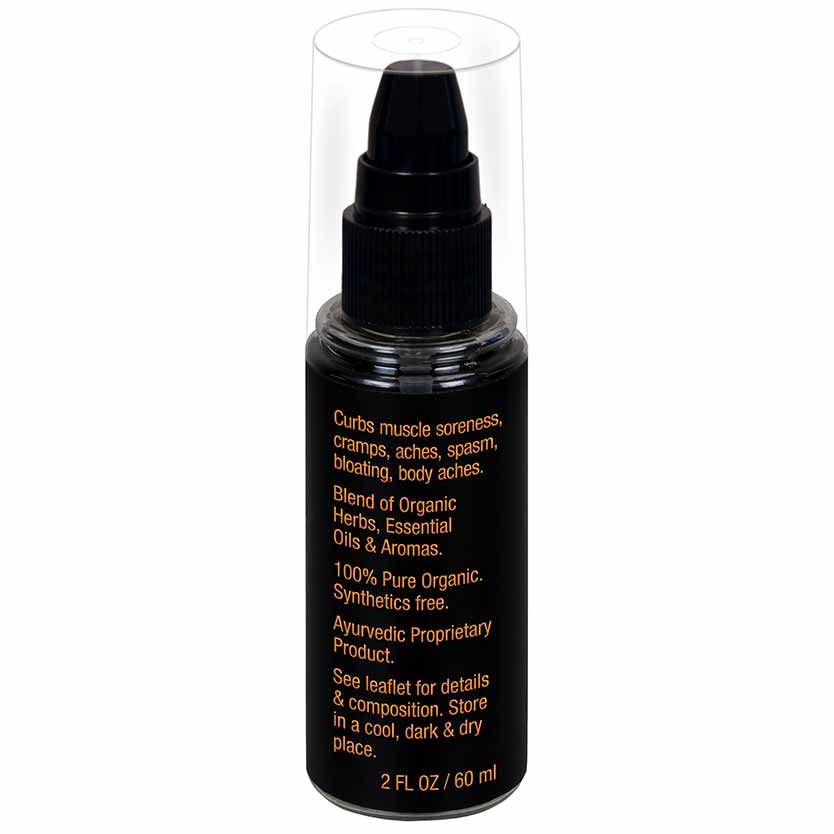 Curbs muscle soreness,
cramps, aches, spasm,
bloating, body aches.
Blend of Organic
Herbs, Essential
Oils & Aromas.
100% Pure Organic.
Synthetics free.
Ayurvedic Proprietary
Product.
See leaflet for details
& composition. Store
in a cool, dark & dry
place.
2 FL OZ / 60 ml